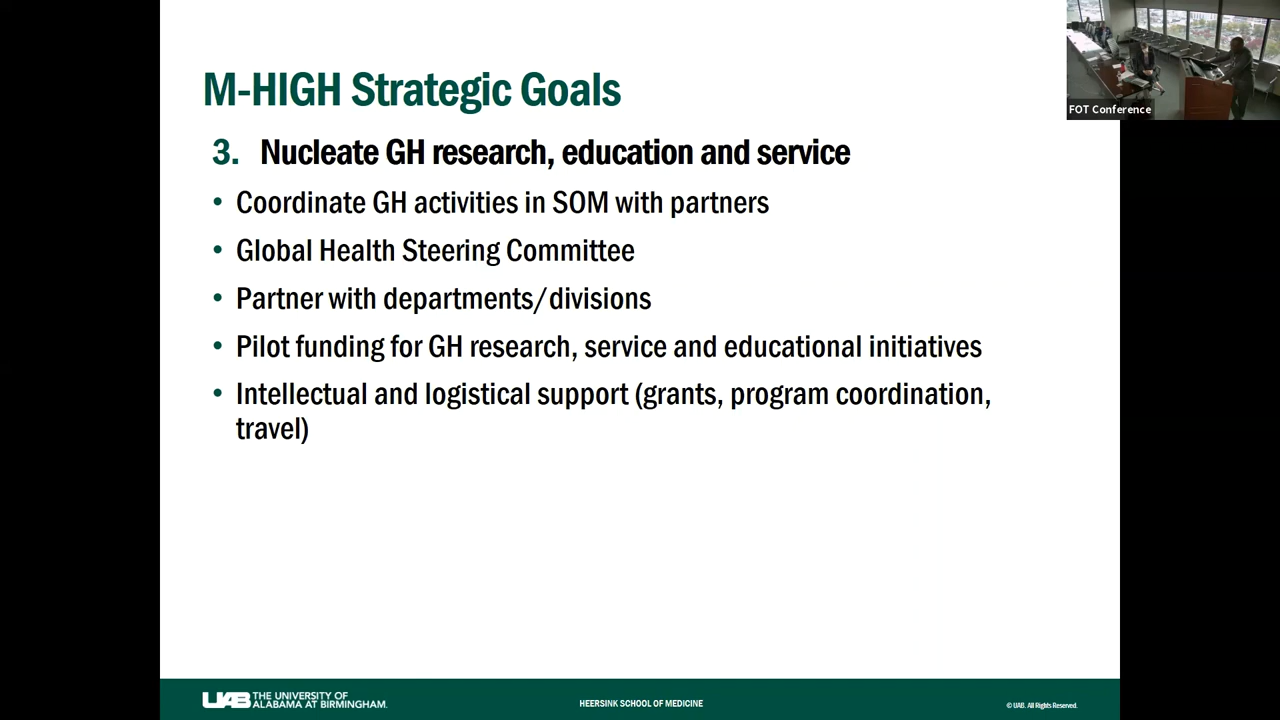 M-HIGH Strategic Goals
3. Nucleate GH research, education and service
• Coordinate GH activities in SOM with partners
• Global Health Steering Committee
• Partner with departments/divisions
• Pilot funding for GH research, service and educational initiatives
• Intellectual and logistical support (grants, program coordination,
travel)
FOT Conference
UAB THE UNIVERSITY OF
ALABAMA AT BIRMINGHAM.
HEERSINK SCHOOL OF MEDICINE
© UAB. All Rights Reserved.